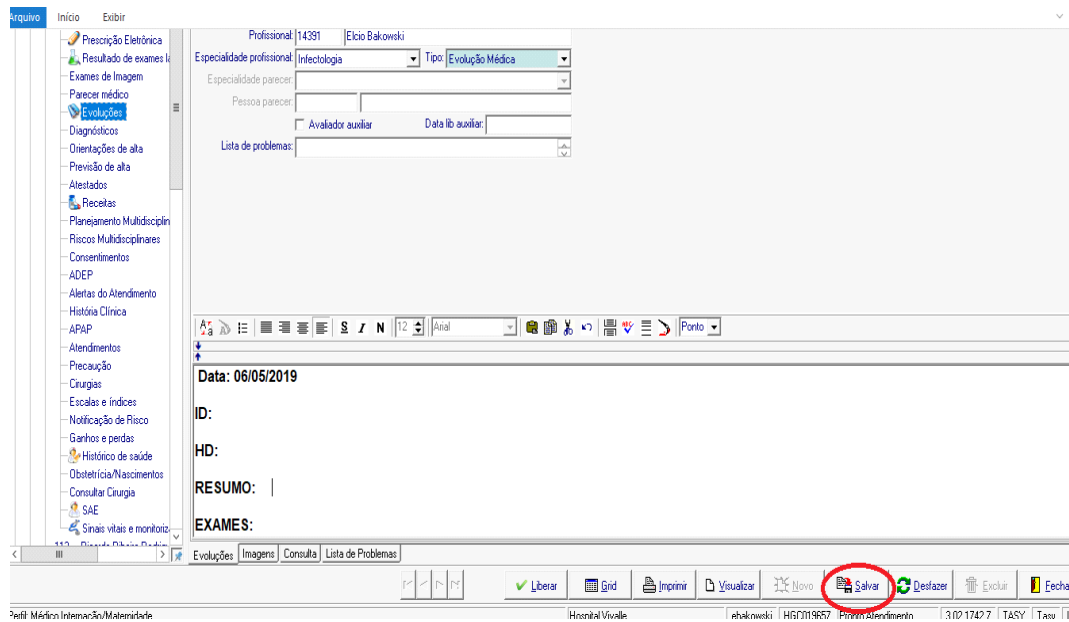 Arquivo Início Exibir
Prescrição Eletrônica
Resultado de exames la
Exames de Imagem
Parecer médico
Evoluções
Diagnósticos
Orientações de alta
Previsão de alta
Atestados
Receitas
Planejamento Multidisciplin
Riscos Multidisciplinares
Consentimentos
ADEP
Alertas do Atendimento
História Clínica
APAP
Atendimentos
Precaução
Cirurgias
Escalas e índices
Notificação de Risco
Ganhos e perdas
Histórico de saúde
Obstetrícia/Nascimentos
Consultar Cirurgia
SAE
Sinais vitais e monitoriz
Profissional: 14391 Elcio Bakowski
Especialidade profissional: Infectologia Tipo: Evolução Médica
Especialidade parecer:
Pessoa parecer:
Avaliador auxiliar Data lib auxiliar:
Lista de problemas:
S I N 12 Arial Ponto
Data: 06/05/2019
ID:
HD:
RESUMO:
EXAMES:
Evoluções Imagens Consulta Lista de Problemas
Liberar Grid Imprimir Visualizar Novo Salvar Desfazer Excluir Fecha
Perfil: Médico Internação/Maternidade Hospital Vivalle ebakowski HGC019657 Pronto Atendimento 3.02.1742.7 TASY Tasy